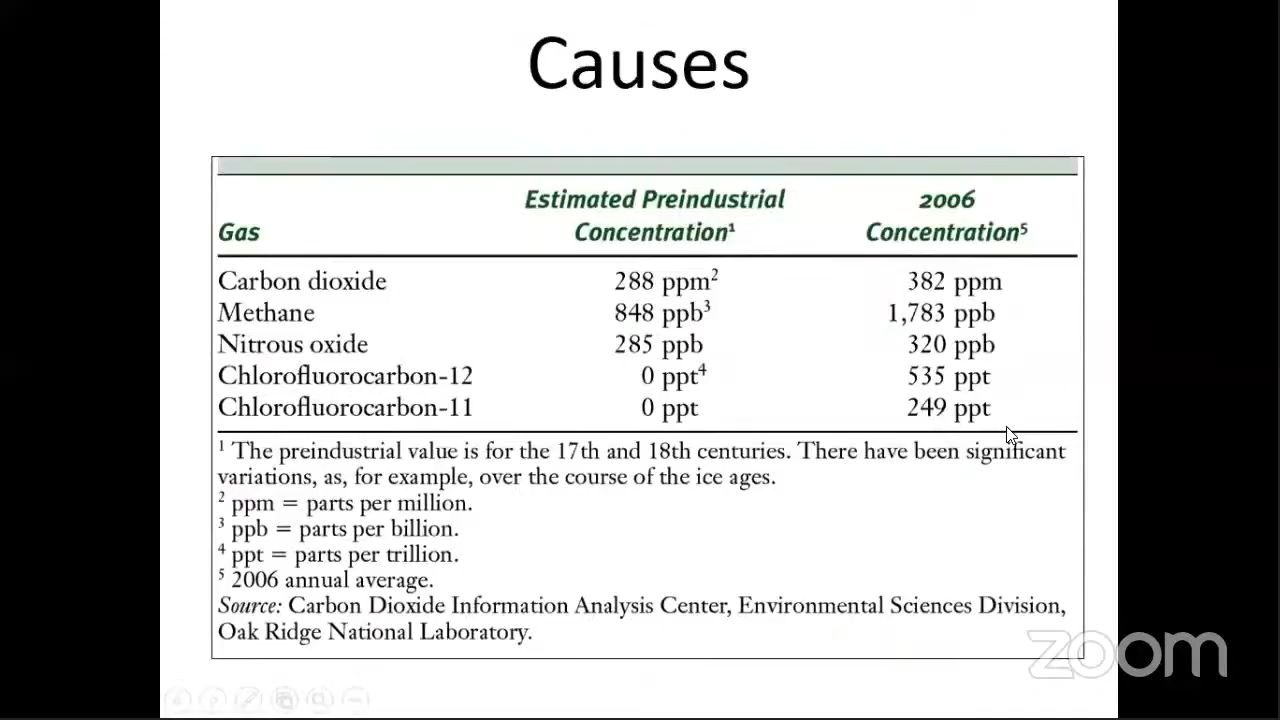 Causes
Estimated Preindustrial 2006
Gas Concentration¹ Concentration⁵
Carbon dioxide 288 ppm² 382 ppm
Methane 848 ppb³ 1,783 ppb
Nitrous oxide 285 ppb 320 ppb
Chlorofluorocarbon-12 0 ppt⁴ 535 ppt
Chlorofluorocarbon-11 0 ppt 249 ppt
¹ The preindustrial value is for the 17th and 18th centuries. There have been significant
variations, as, for example, over the course of the ice ages.
² ppm = parts per million.
³ ppb = parts per billion.
⁴ ppt = parts per trillion.
⁵ 2006 annual average.
Source: Carbon Dioxide Information Analysis Center, Environmental Sciences Division,
Oak Ridge National Laboratory.
zoom